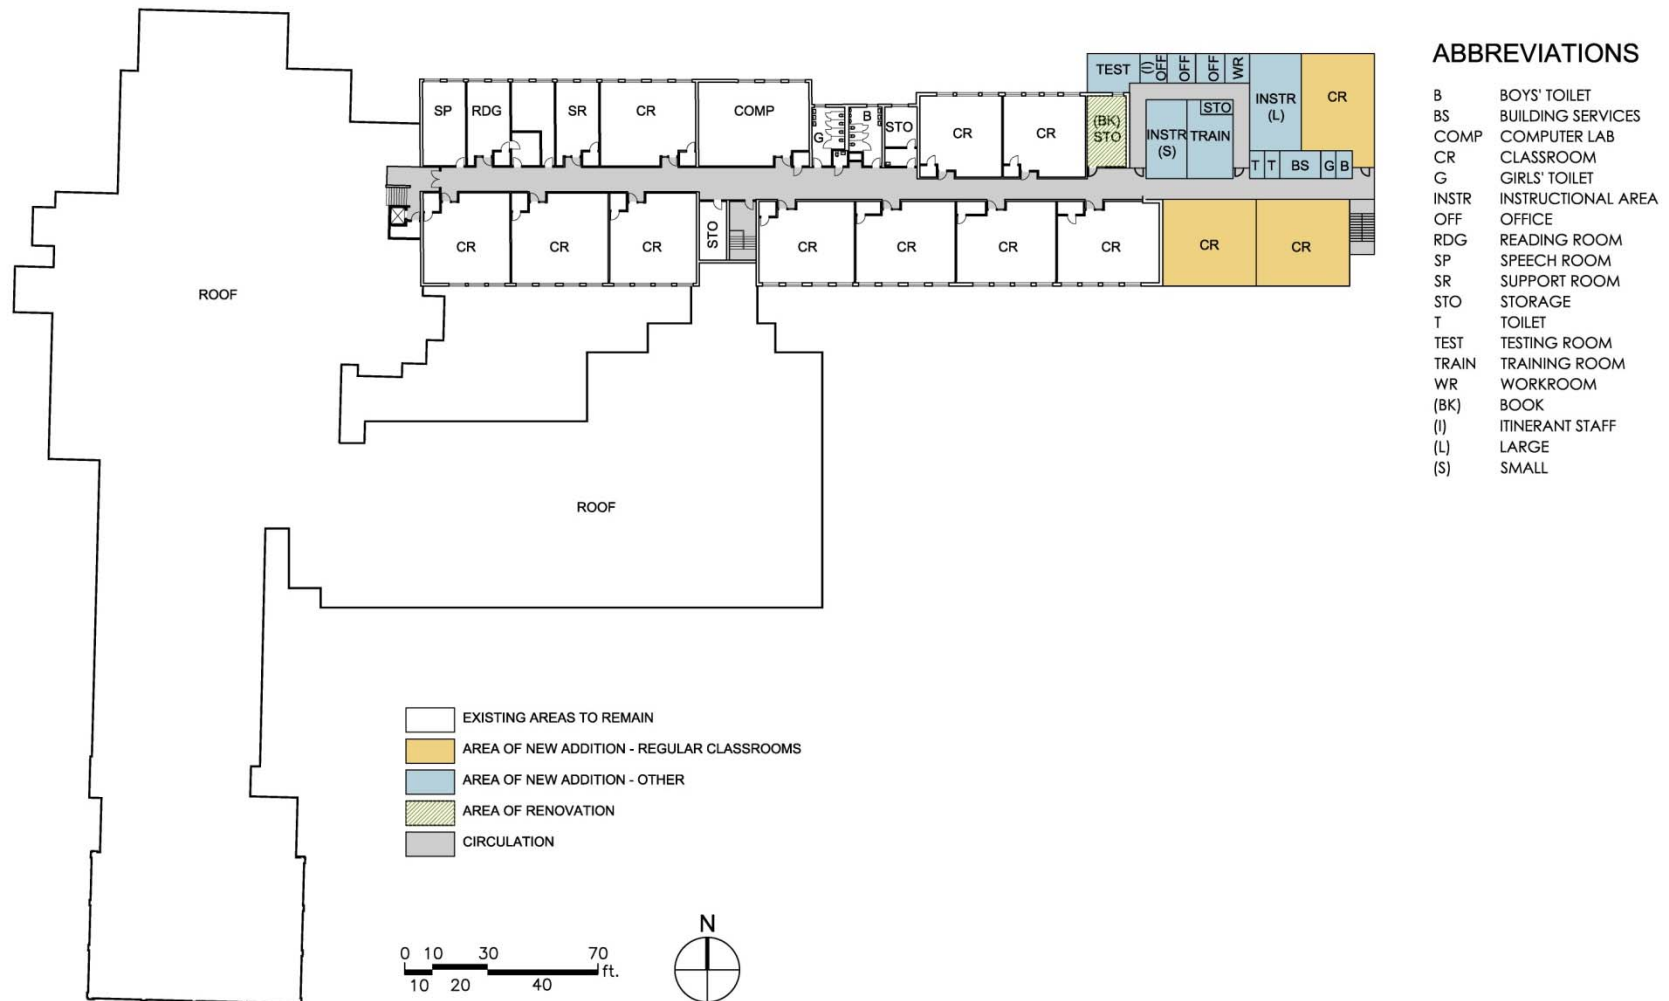 ABBREVIATIONS
B BOYS' TOILET
BS BUILDING SERVICES
COMP COMPUTER LAB
CR CLASSROOM
G GIRLS' TOILET
INSTR INSTRUCTIONAL AREA
OFF OFFICE
RDG READING ROOM
SP SPEECH ROOM
SR SUPPORT ROOM
STO STORAGE
T TOILET
TEST TESTING ROOM
TRAIN TRAINING ROOM
WR WORKROOM
(BK) BOOK
(I) ITINERANT STAFF
(L) LARGE
(S) SMALL
TEST
(I)
OFF
OFF
OFF
WR
INSTR
(L)
CR
SP
RDG
SR
CR
COMP
G
B
STO
CR
CR
(BK)
STO
INSTR
(S)
STO
TRAIN
T
T
BS
G
B
CR
CR
CR
STO
CR
CR
CR
CR
CR
CR
ROOF
ROOF
EXISTING AREAS TO REMAIN
AREA OF NEW ADDITION - REGULAR CLASSROOMS
AREA OF NEW ADDITION - OTHER
AREA OF RENOVATION
CIRCULATION
0 10 30 70
ft.
10 20 40
N